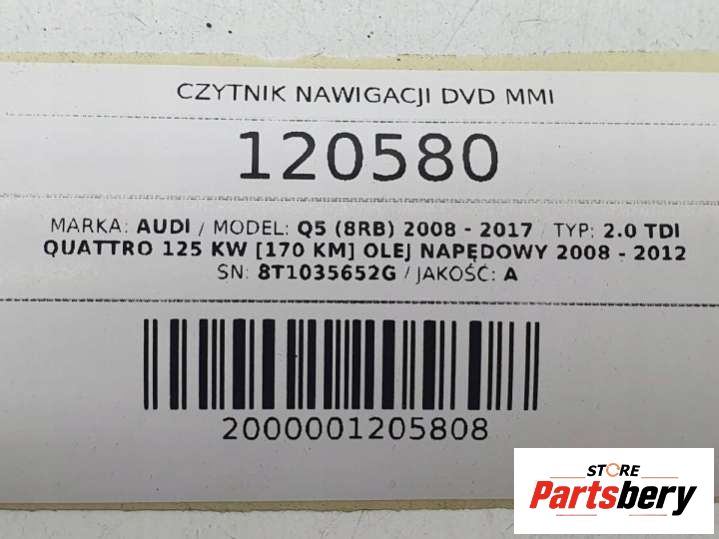 CZYTNIK NAWIGACJI DVD MMI
120580
MARKA: AUDI / MODEL: Q5 (8RB) 2008 - 2017 / TYP: 2.0 TDI
QUATTRO 125 KW [170 KM] OLEJ NAPĘDOWY 2008 - 2012
SN: 8T1035652G / JAKOŚĆ: A
2000001205808
STORE
Partsbery